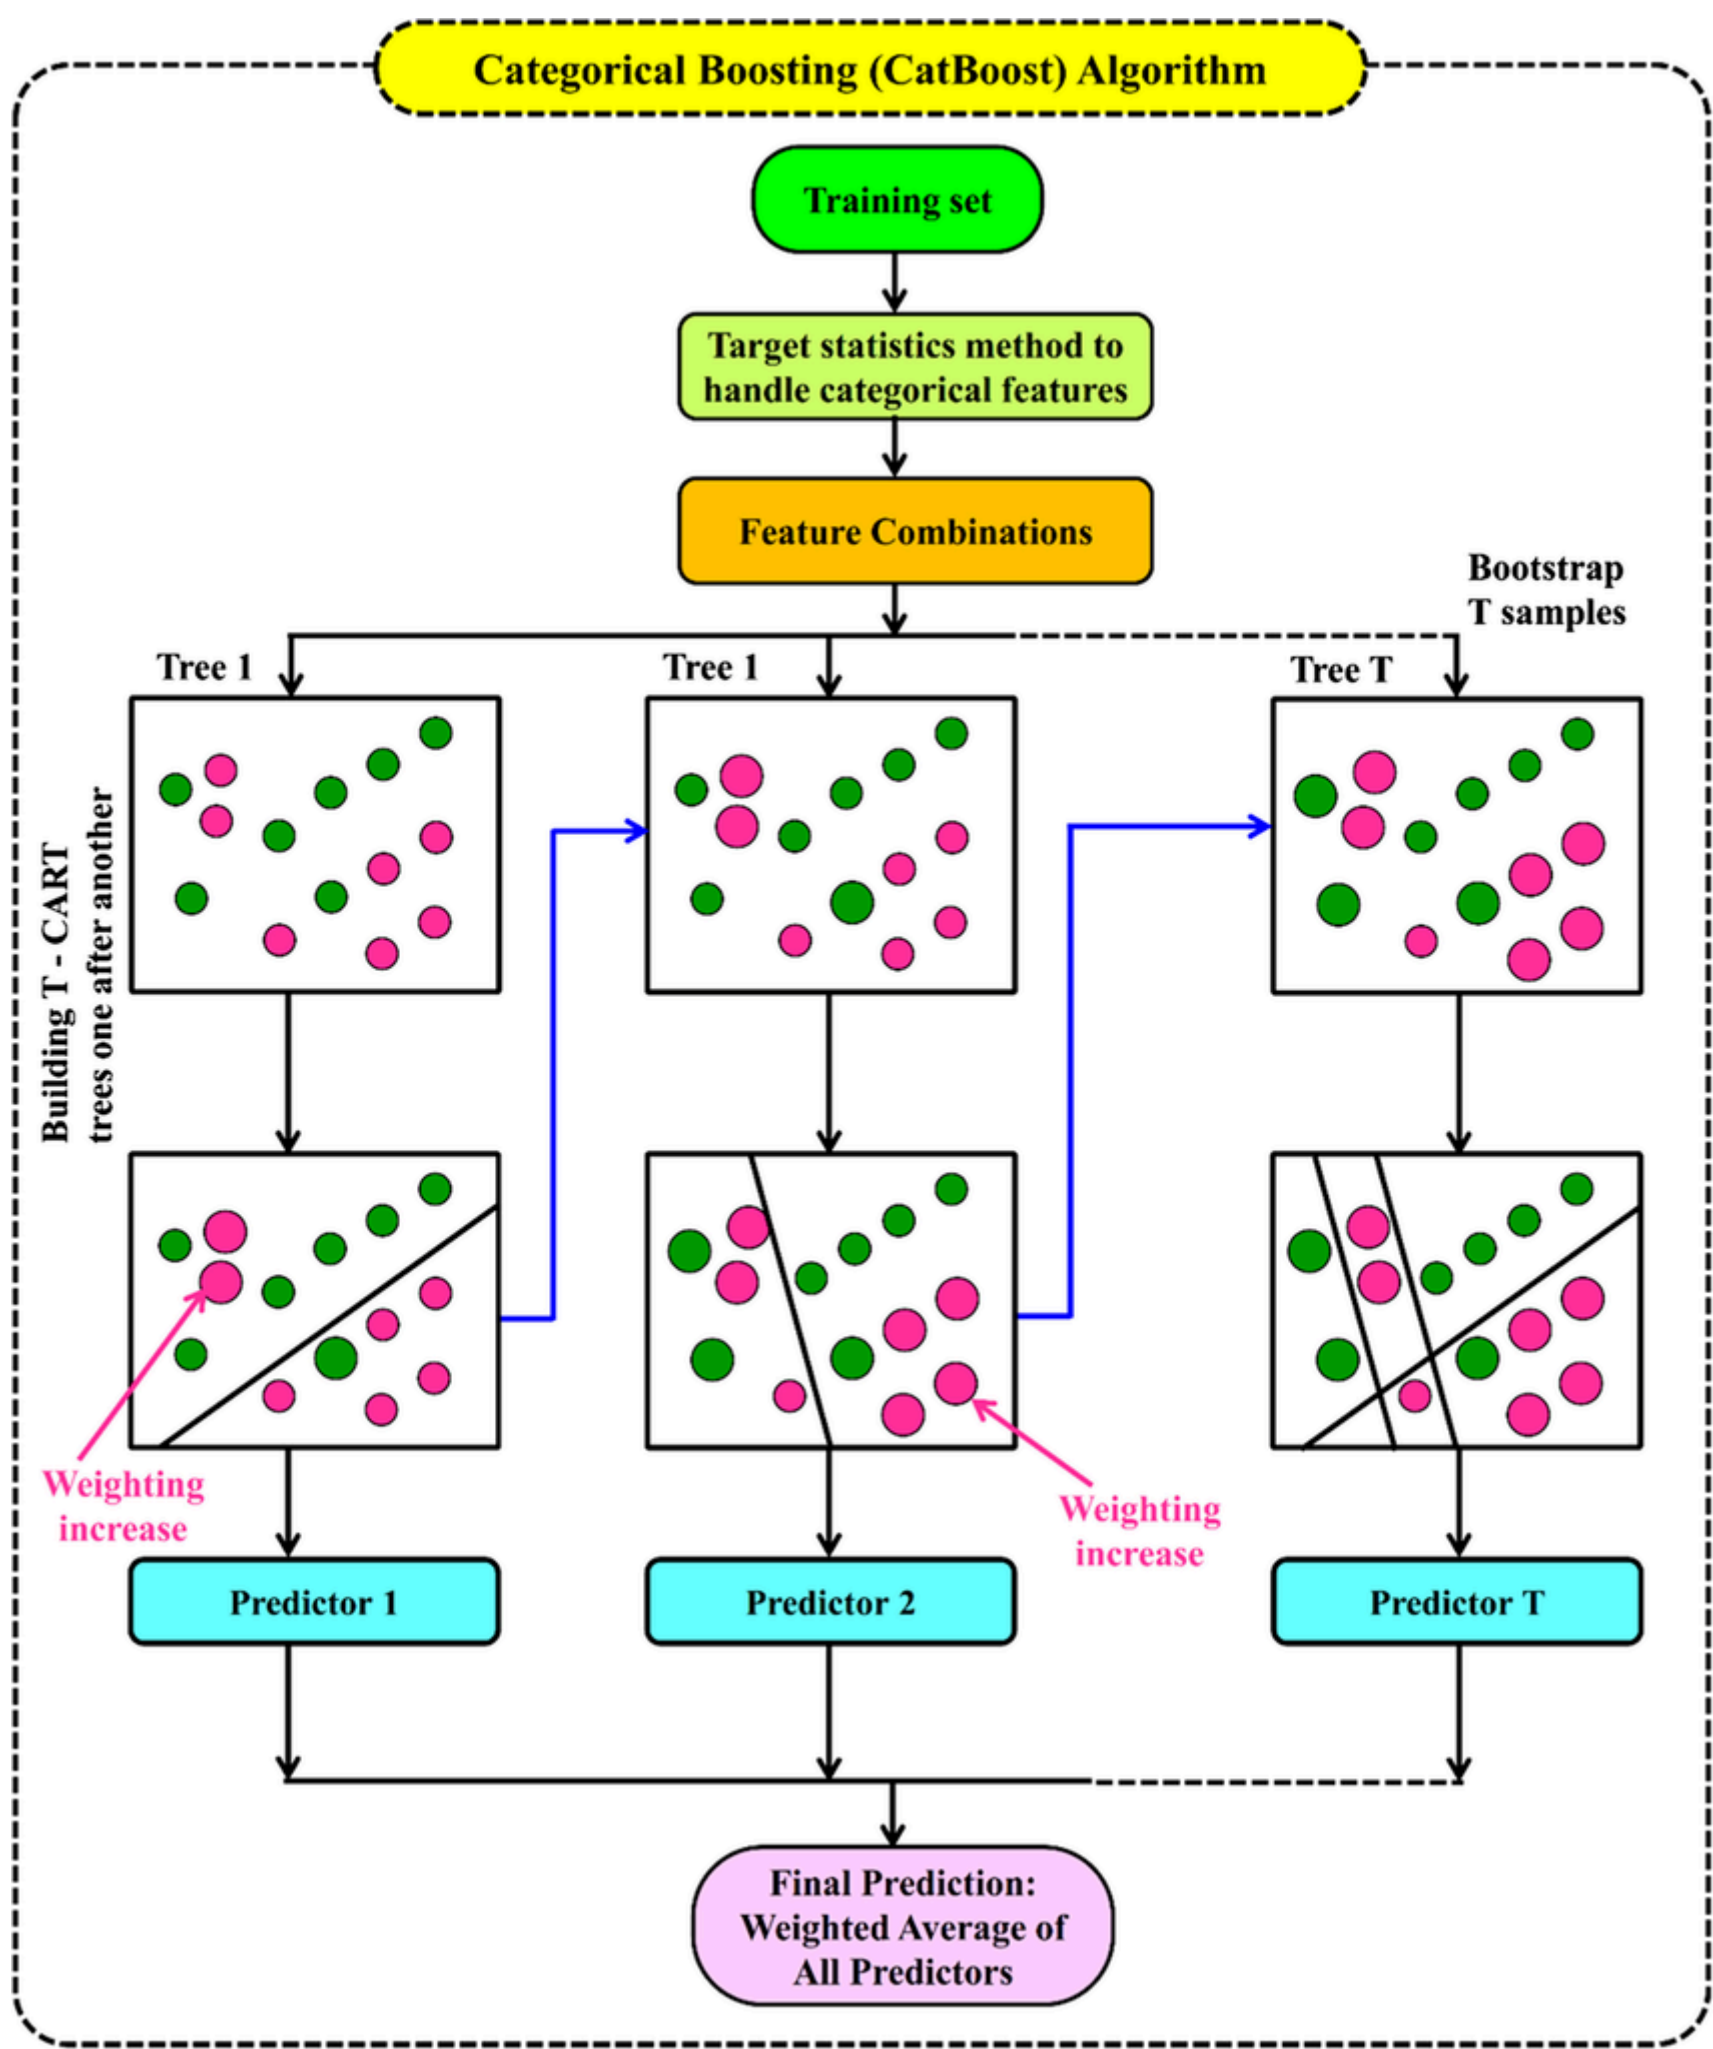 Categorical Boosting (CatBoost) Algorithm
Training set
Target statistics method to
handle categorical features
Feature Combinations
Bootstrap
T samples
Tree 1
Tree 1
Tree T
Building T - CART
trees one after another
Weighting
increase
Weighting
increase
Predictor 1
Predictor 2
Predictor T
Final Prediction:
Weighted Average of
All Predictors